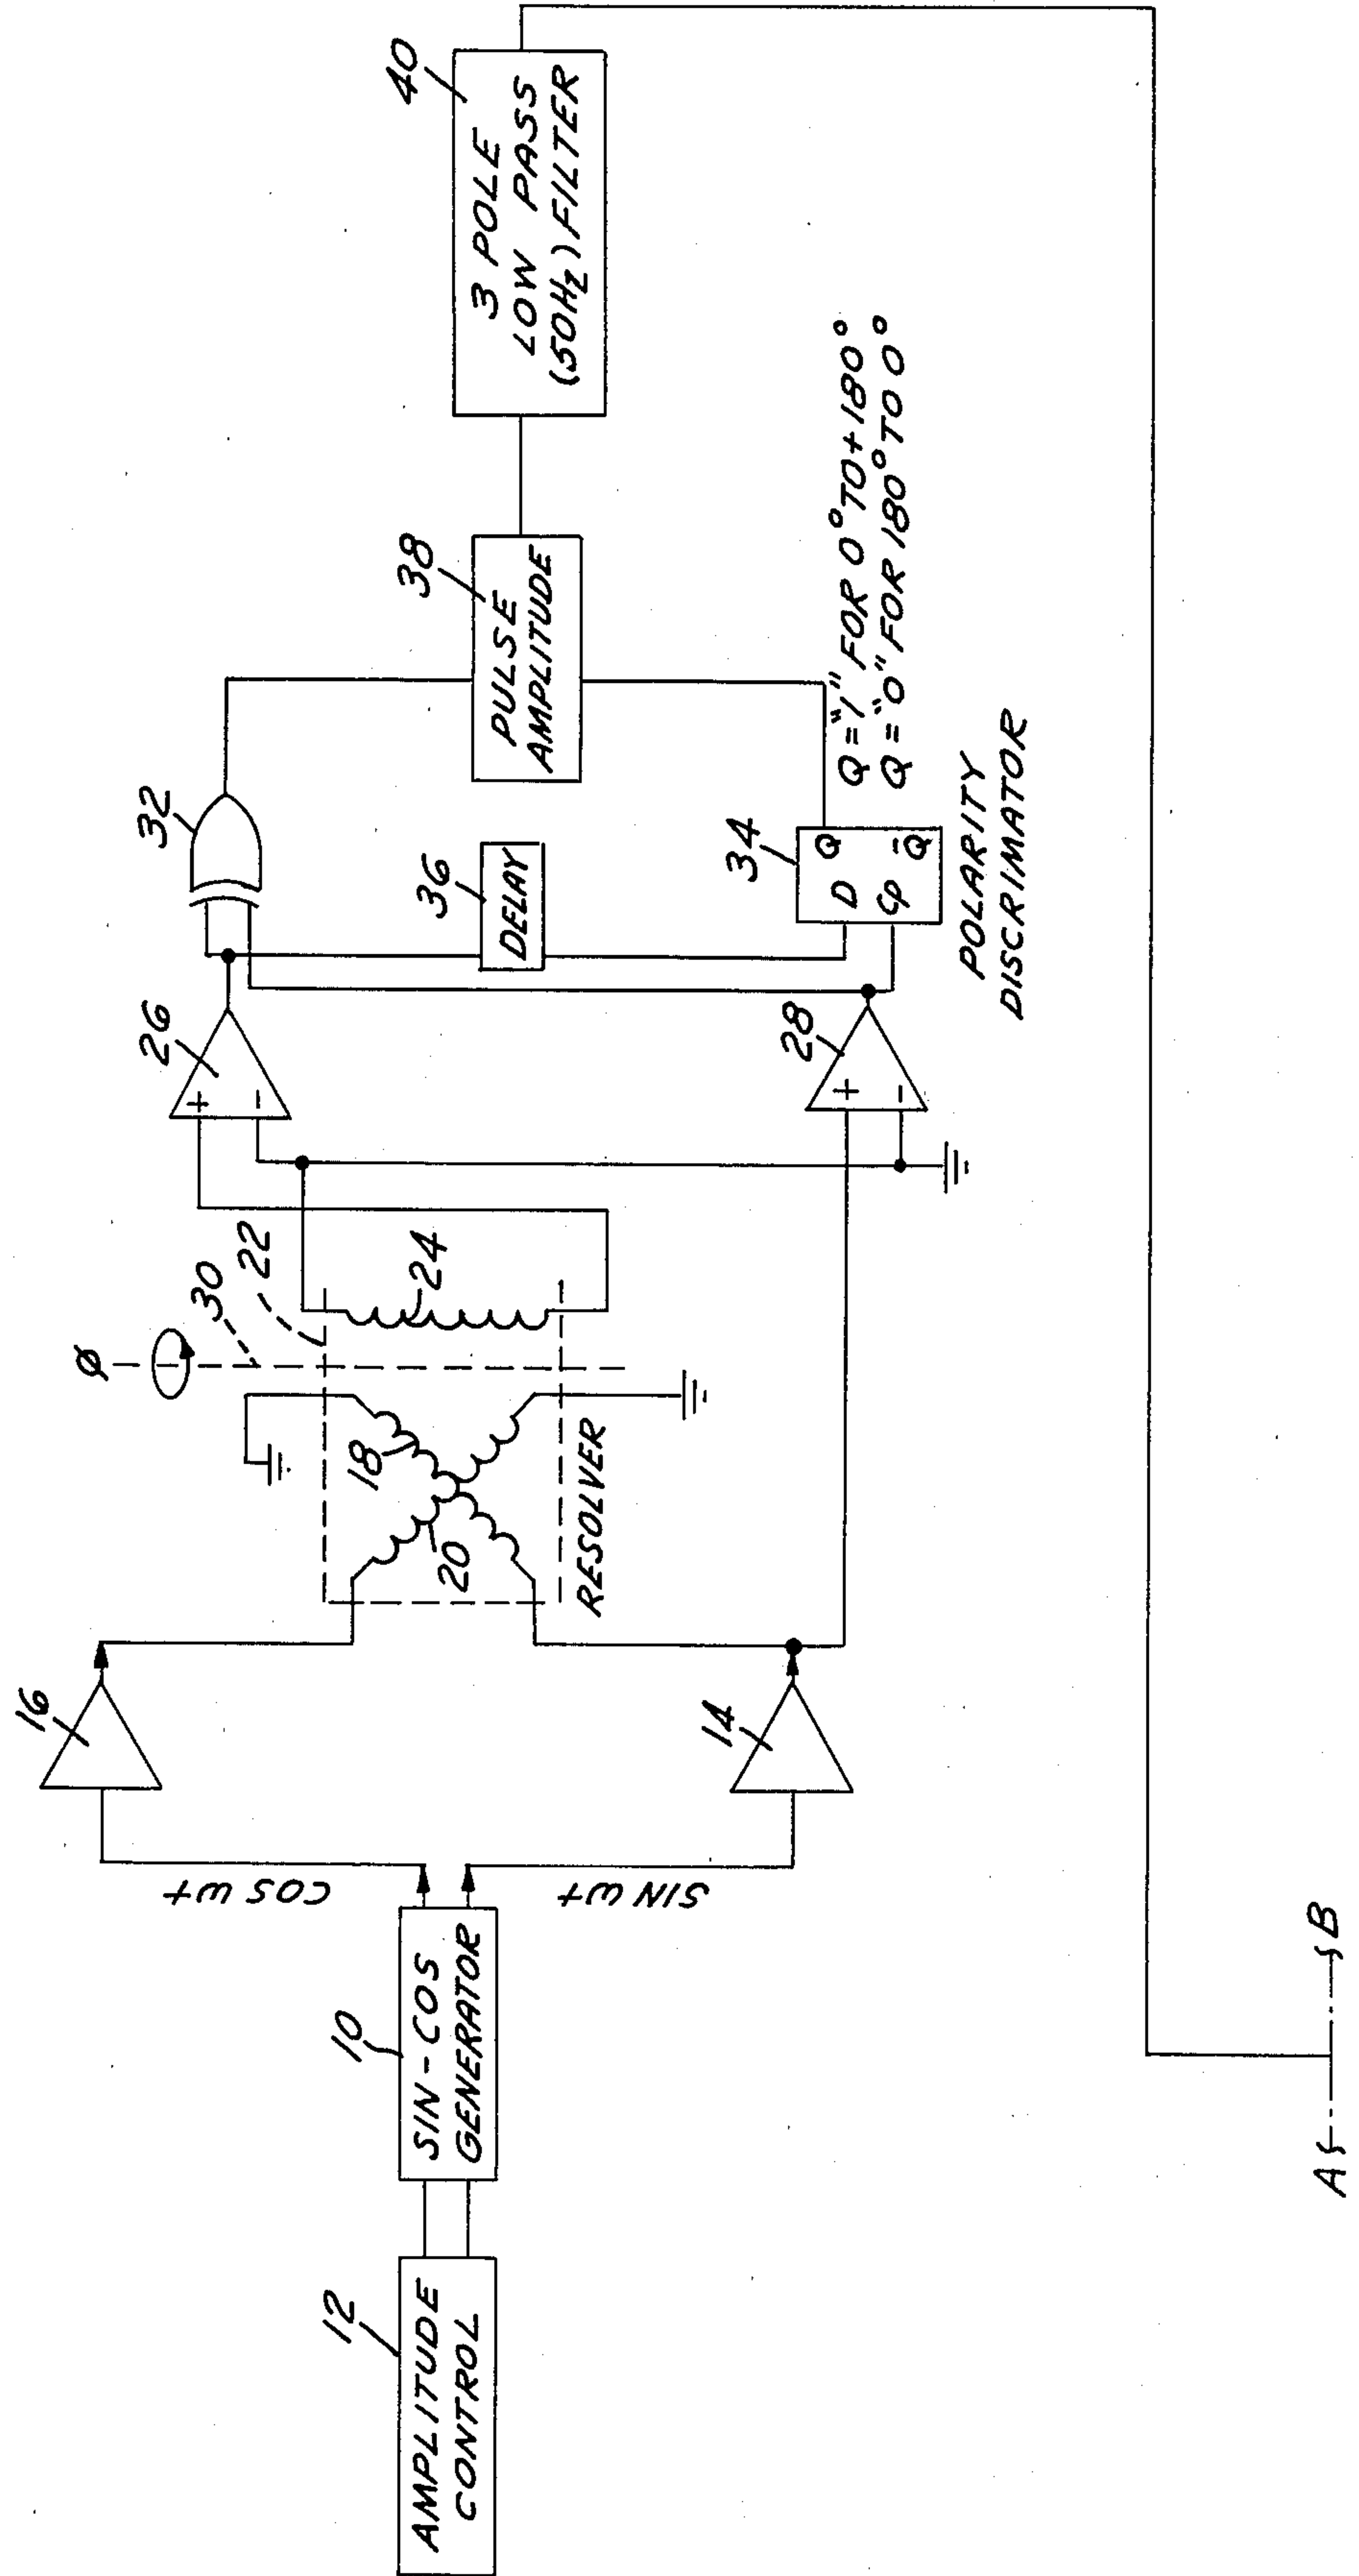 12
AMPLITUDE
CONTROL
10
SIN-COS
GENERATOR
COS ωt
SIN ωt
16
14
18
20
RESOLVER
Ø
30
22
24
26
+
−
28
+
−
32
36
DELAY
34
D Q
CP Q̅
POLARITY
DISCRIMATOR
Q="1" FOR 0° TO +180°
Q="0" FOR 180° TO 0°
38
PULSE
AMPLITUDE
40
3 POLE
LOW PASS
(50HZ) FILTER
A B